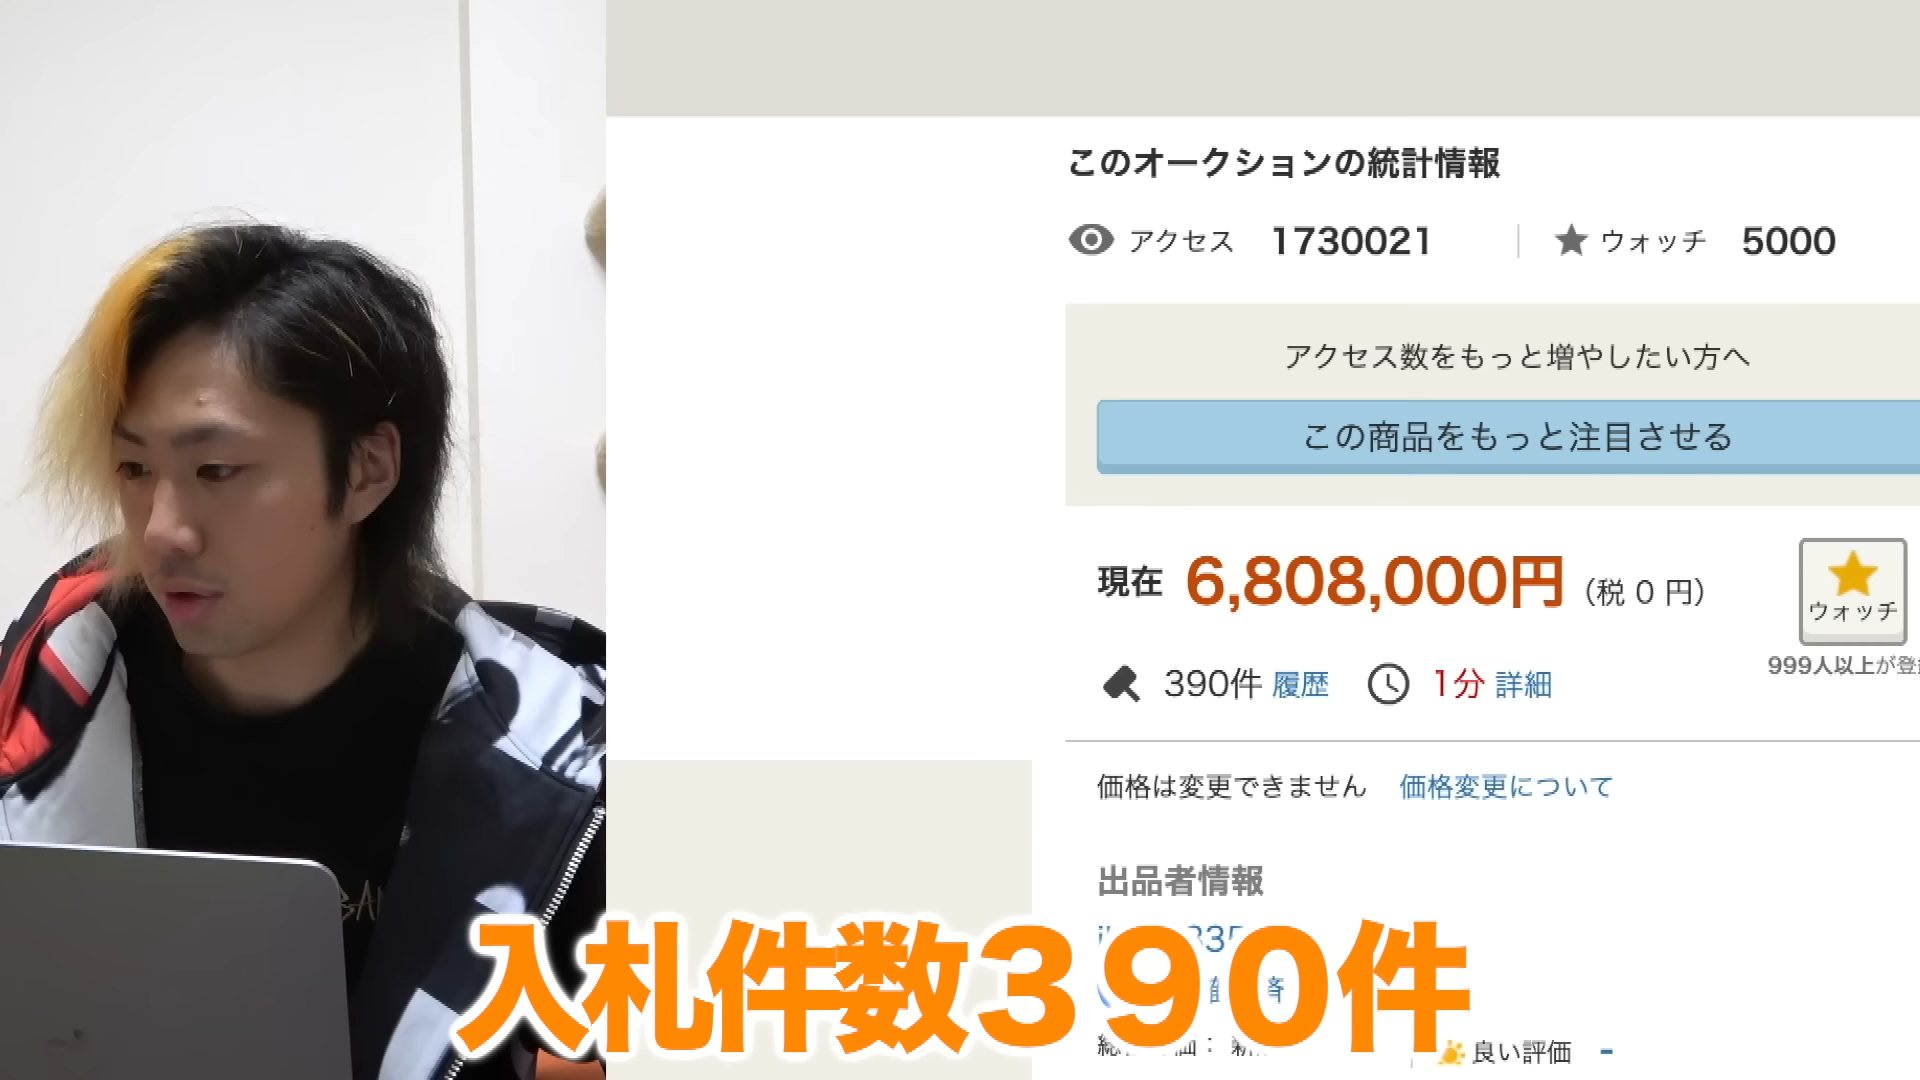 このオークションの統計情報
アクセス 1730021 ウォッチ 5000
アクセス数をもっと増やしたい方へ
この商品をもっと注目させる
現在 6,808,000円 (税 0 円)
ウォッチ
999人以上が登
390件 履歴 1分 詳細
価格は変更できません 価格変更について
出品者情報
入札件数390件
良い評価 -